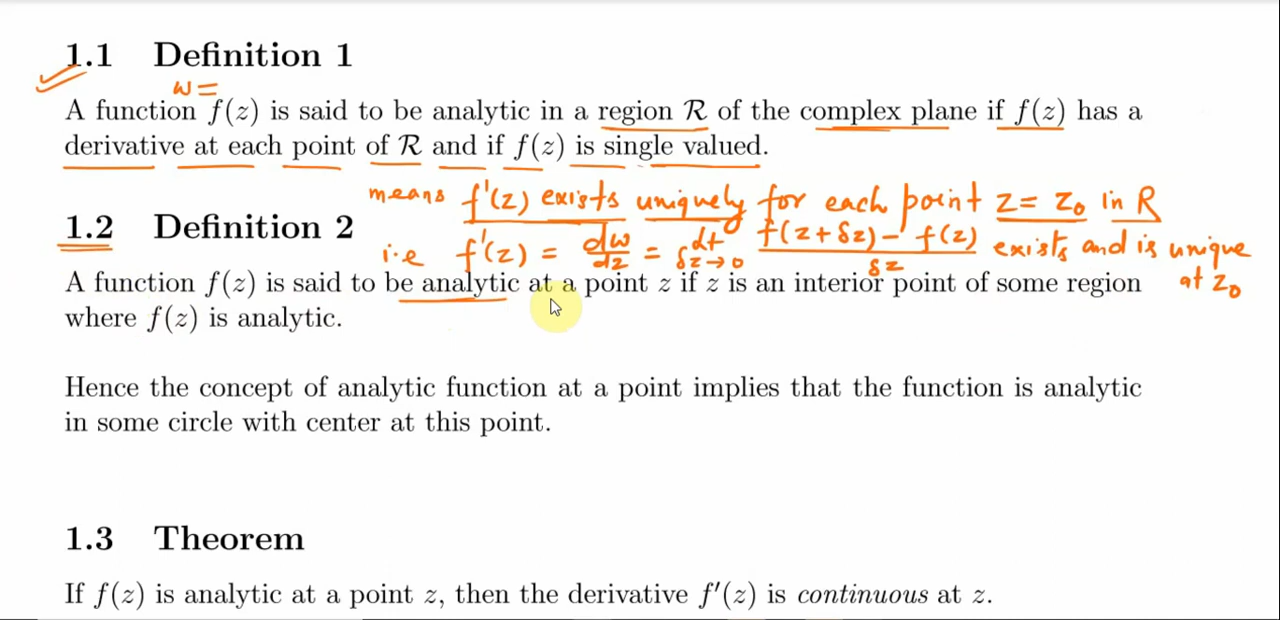 1.1 Definition 1
w =
A function f(z) is said to be analytic in a region R of the complex plane if f(z) has a
derivative at each point of R and if f(z) is single valued.
means f'(z) exists uniquely for each point z = z₀ in R
1.2 Definition 2
i.e f'(z) = dw/dz = lt δz→0 f(z+δz) - f(z) / δz exists and is unique
at z₀
A function f(z) is said to be analytic at a point z if z is an interior point of some region
where f(z) is analytic.
Hence the concept of analytic function at a point implies that the function is analytic
in some circle with center at this point.
1.3 Theorem
If f(z) is analytic at a point z, then the derivative f′(z) is continuous at z.